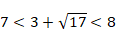 7 < 3 + √17 < 8